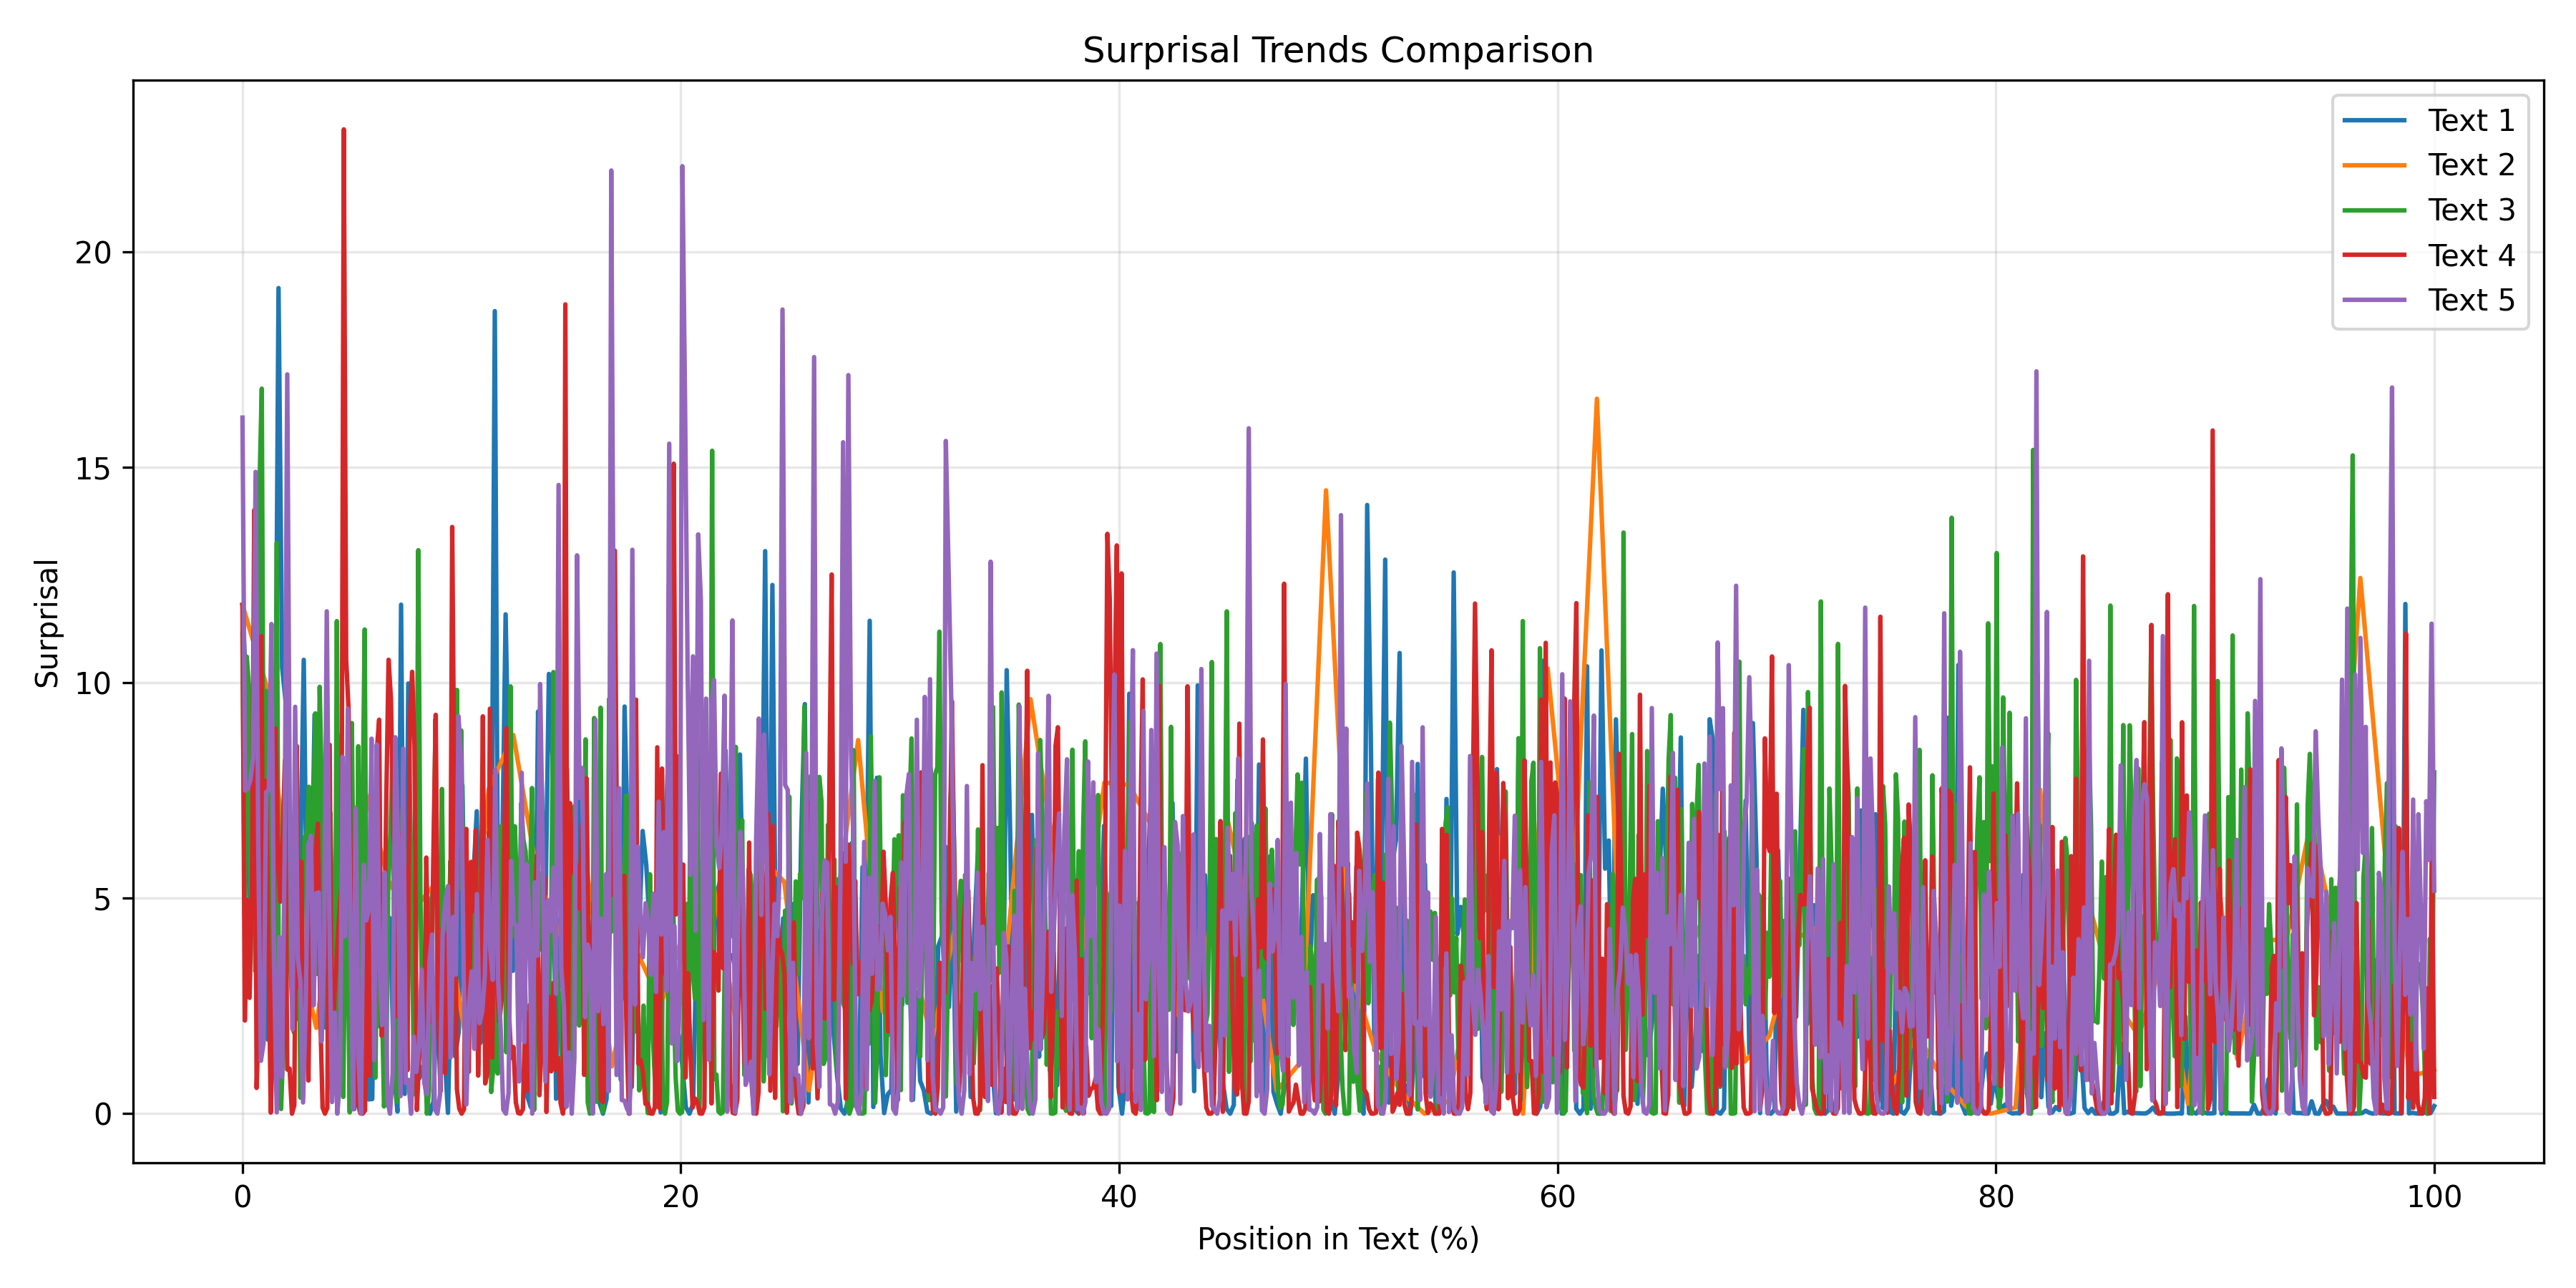 Surprisal Trends Comparison
Text 1
Text 2
Text 3
Text 4
Text 5
Surprisal
20
15
10
5
0
0 20 40 60 80 100
Position in Text (%)